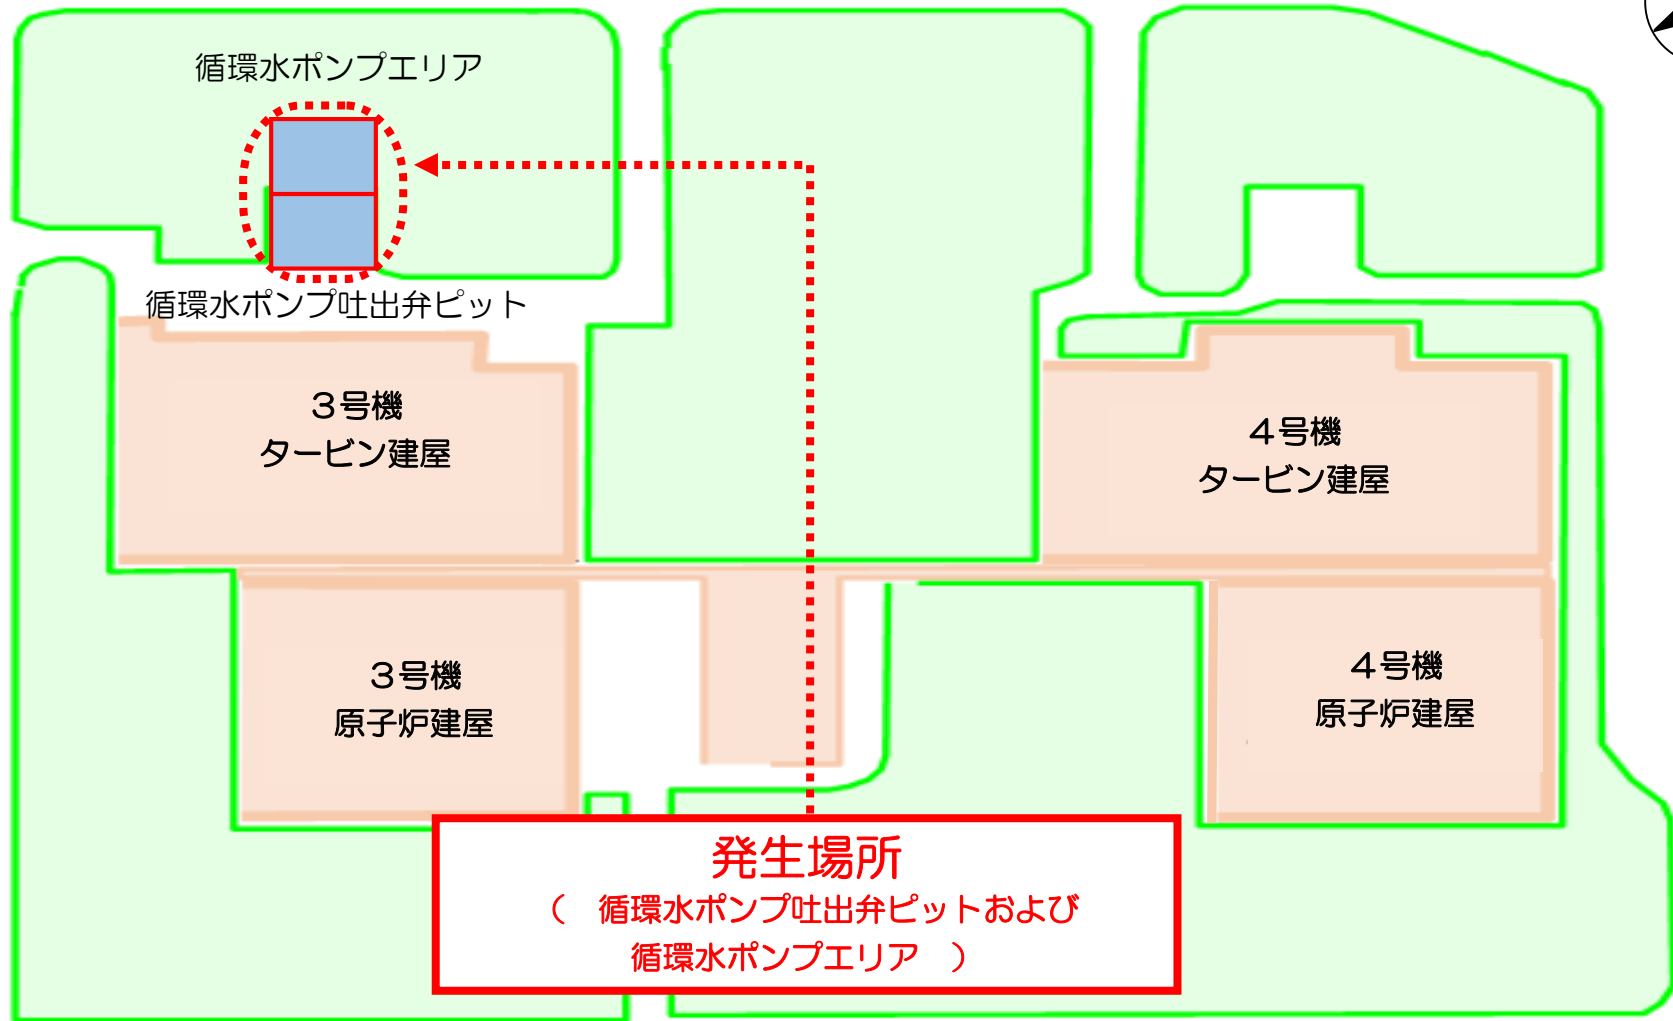 循環水ポンプエリア
循環水ポンプ吐出弁ピット
３号機
タービン建屋
４号機
タービン建屋
３号機
原子炉建屋
４号機
原子炉建屋
発生場所
（　循環水ポンプ吐出弁ピットおよび
循環水ポンプエリア　）